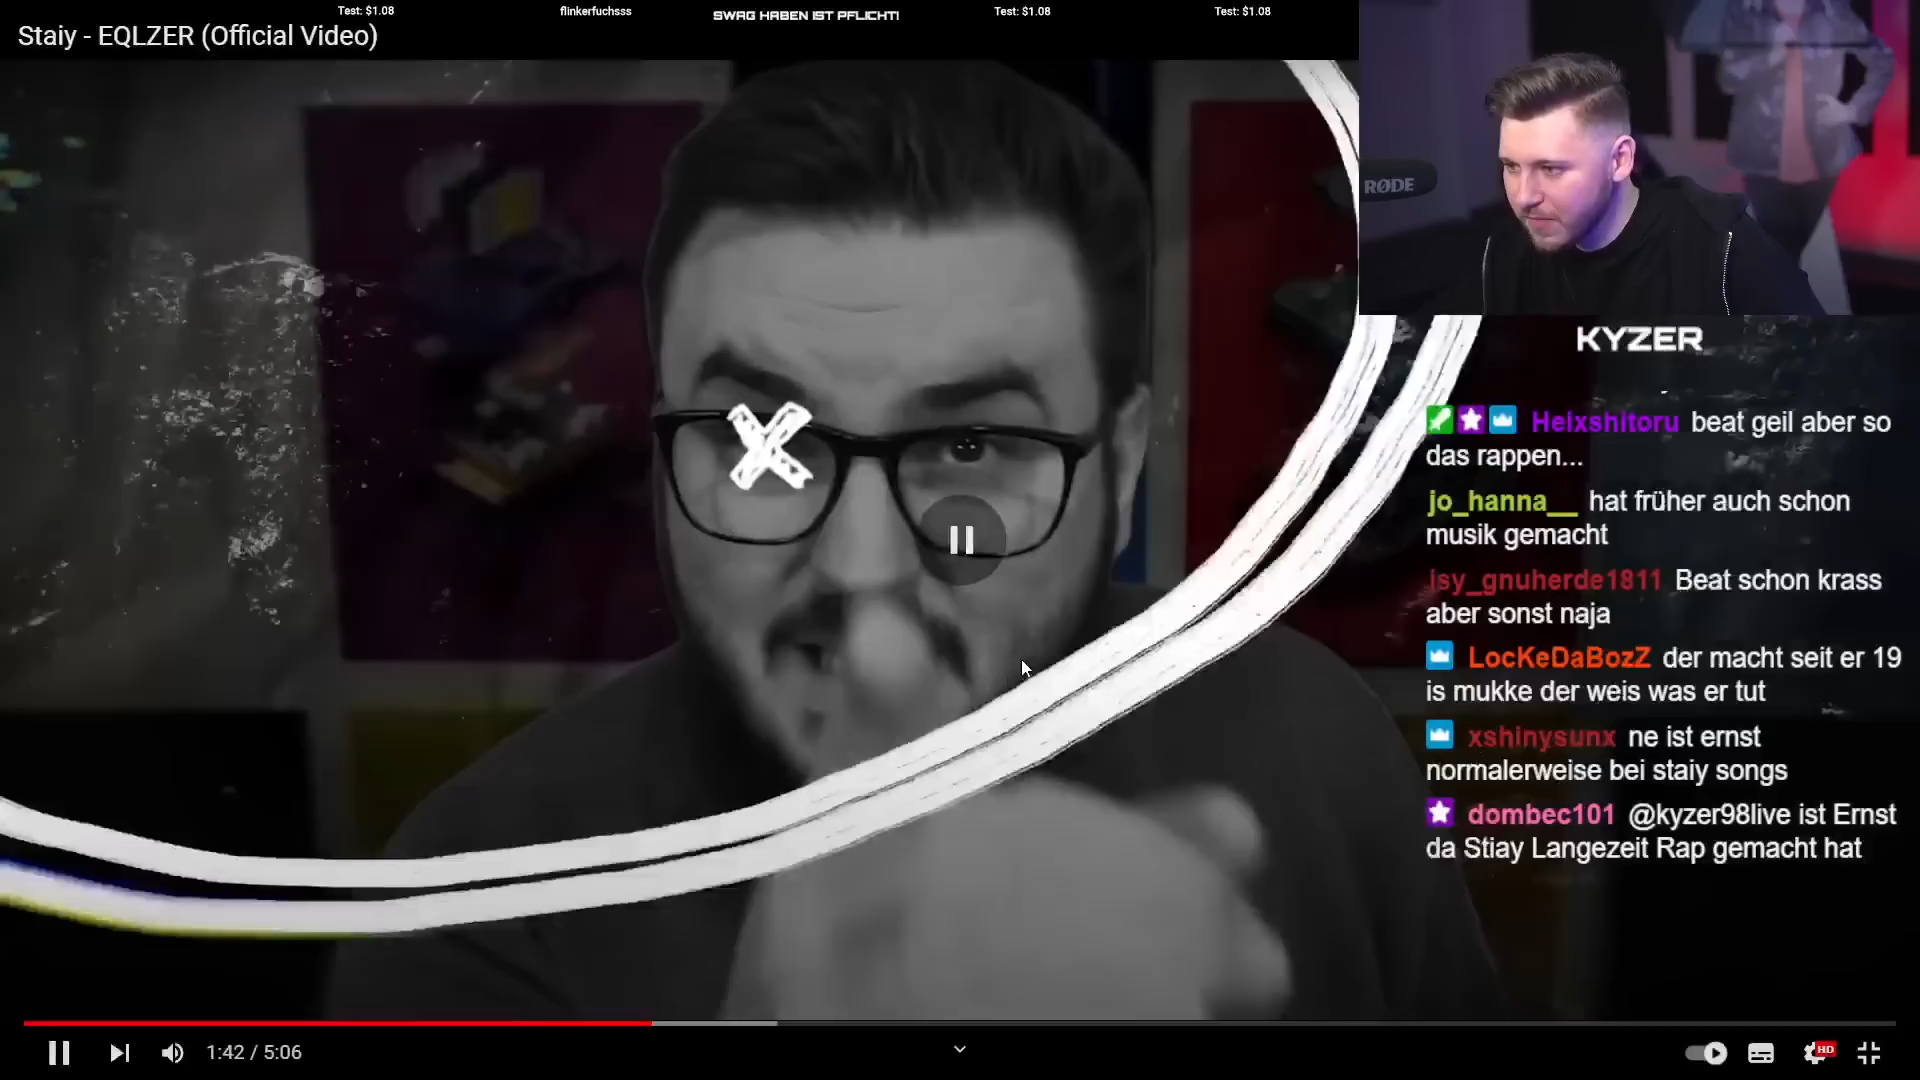 Test: $1.08
flinkerfuchsss
SWAG HABEN IST PFLICHT!
Test: $1.08
Test: $1.08
Staiy - EQLZER (Official Video)
RØDE
KYZER
Helxshitoru beat geil aber so
das rappen...
jo_hanna__ hat früher auch schon
musik gemacht
isy_gnuherde1811 Beat schon krass
aber sonst naja
LocKeDaBozZ der macht seit er 19
is mukke der weis was er tut
xshinysunx ne ist ernst
normalerweise bei staiy songs
dombec101 @kyzer98live ist Ernst
da Stiay Langezeit Rap gemacht hat
1:42 / 5:06
HD